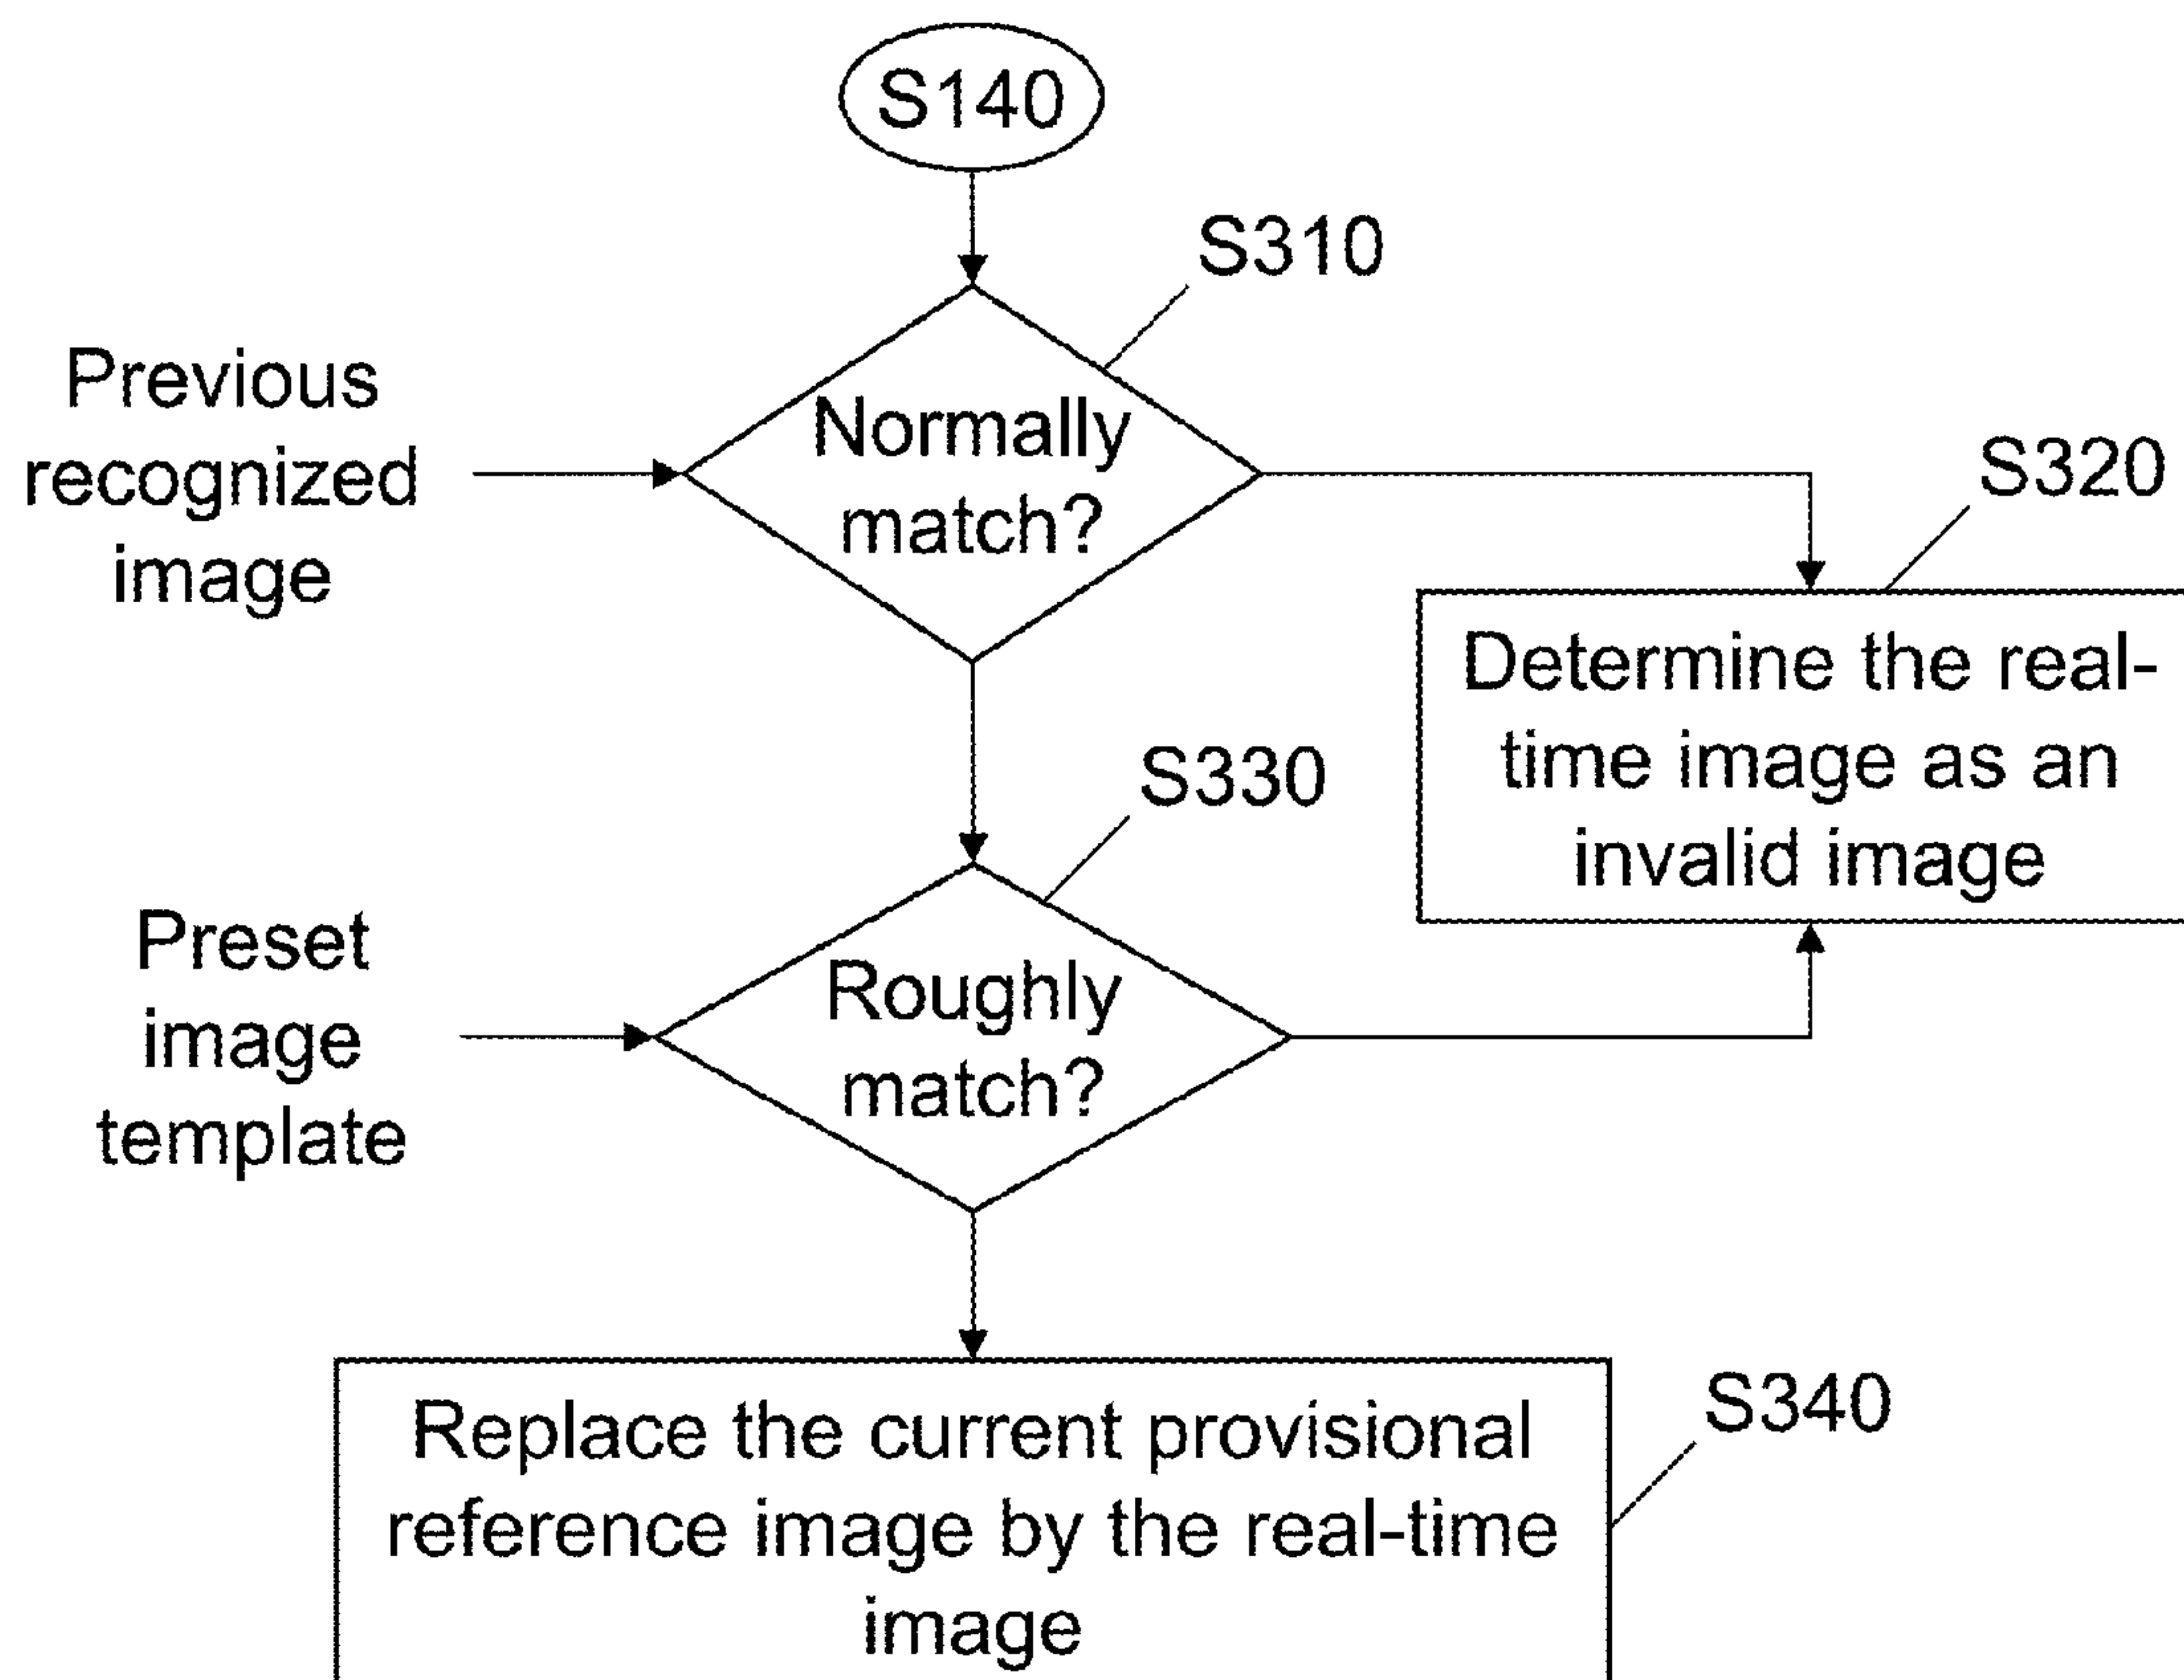 S140
S310
Previous
recognized
image
Normally
match?
S320
Determine the real-
time image as an
invalid image
S330
Preset
image
template
Roughly
match?
Replace the current provisional
reference image by the real-time
image
S340